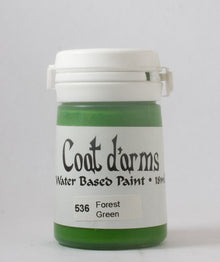 Coat d'arms
Water Based Paint • 18ml
536 Forest
Green